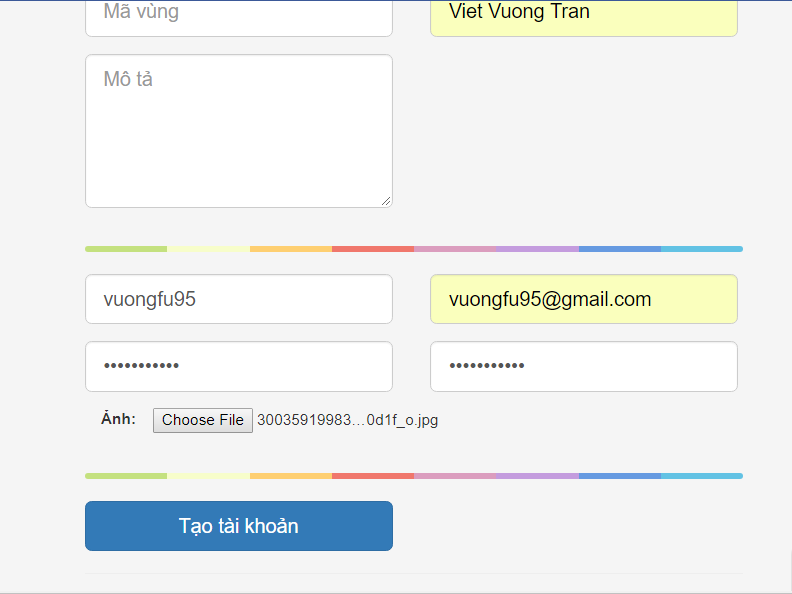 Mã vùng
Viet Vuong Tran
Mô tả
vuongfu95
vuongfu95@gmail.com
•••••••••••
•••••••••••
Ảnh: Choose File 30035919983...0d1f_o.jpg
Tạo tài khoản